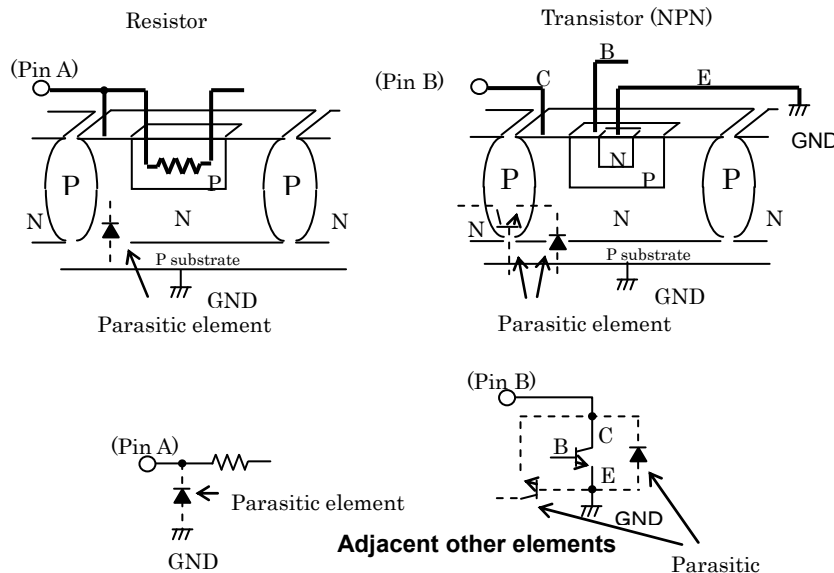 Resistor
Transistor (NPN)
(Pin A)
(Pin B)
C
B
E
GND
P
P
P
N
N
N
P substrate
GND
Parasitic element
P
N
P
P
N
N
N
P substrate
GND
Parasitic element
(Pin A)
Parasitic element
GND
(Pin B)
C
B
E
GND
Adjacent other elements
Parasitic